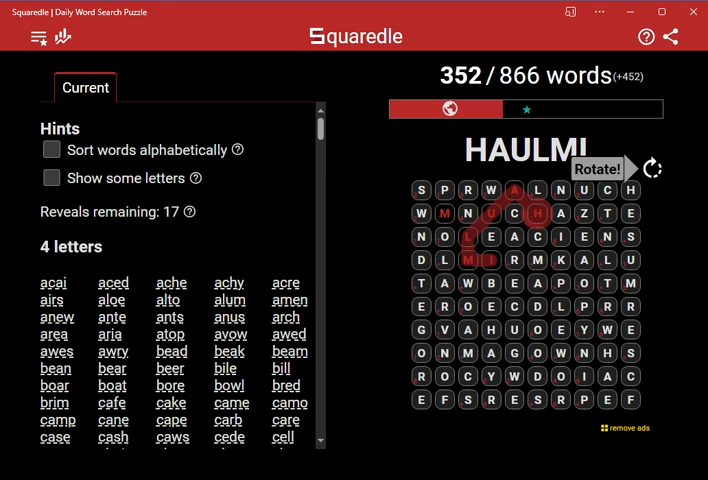 Squaredle | Daily Word Search Puzzle
Squaredle
Current
352 / 866 words (+452)
Hints
Sort words alphabetically
Show some letters
Reveals remaining: 17
4 letters
acai aced ache achy acre
airs aloe alto alum amen
anew ante ants anus arch
area aria atop avow awed
awes awry bead beak beam
bean bear beer bile bill
boar boat bore bowl bred
brim cafe cake came camo
camp cane cape carb care
case cash caws cede cell
HAULMI
Rotate!
S P R W A L N U C H
W M N U C H A Z T E
N O L E A C I E N S
D L M I R M K A L U
T A W B E A P O T M
E R O E C D L P R R
G V A H U O E Y W E
O N M A G O W N H S
R O C Y W D O I A C
E F S R E S R P E F
remove ads